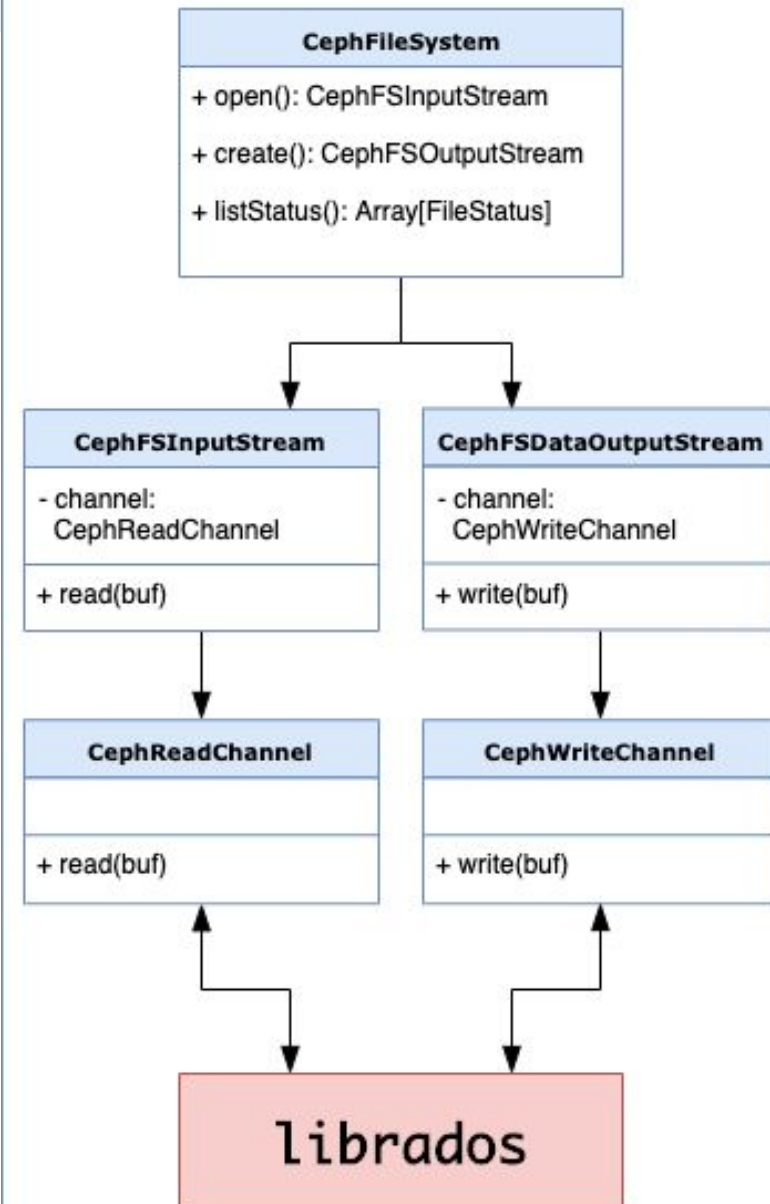 CephFileSystem
+ open(): CephFSInputStream
+ create(): CephFSOutputStream
+ listStatus(): Array[FileStatus]
CephFSInputStream
- channel:
CephReadChannel
+ read(buf)
CephFSDataOutputStream
- channel:
CephWriteChannel
+ write(buf)
CephReadChannel
+ read(buf)
CephWriteChannel
+ write(buf)
librados